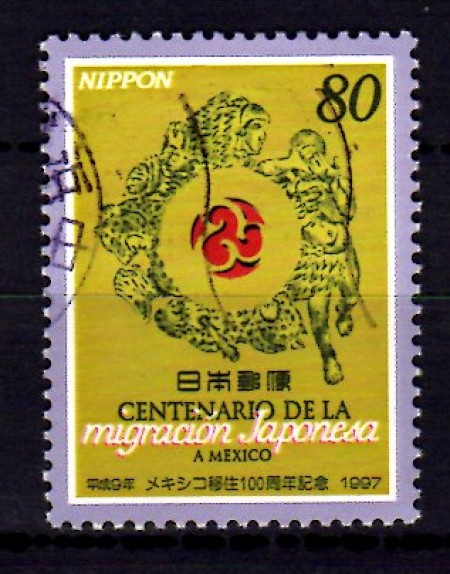 NIPPON
80
日本郵便
CENTENARIO DE LA
migración Japonesa
A MEXICO
平成9年 メキシコ移住100周年記念 1997